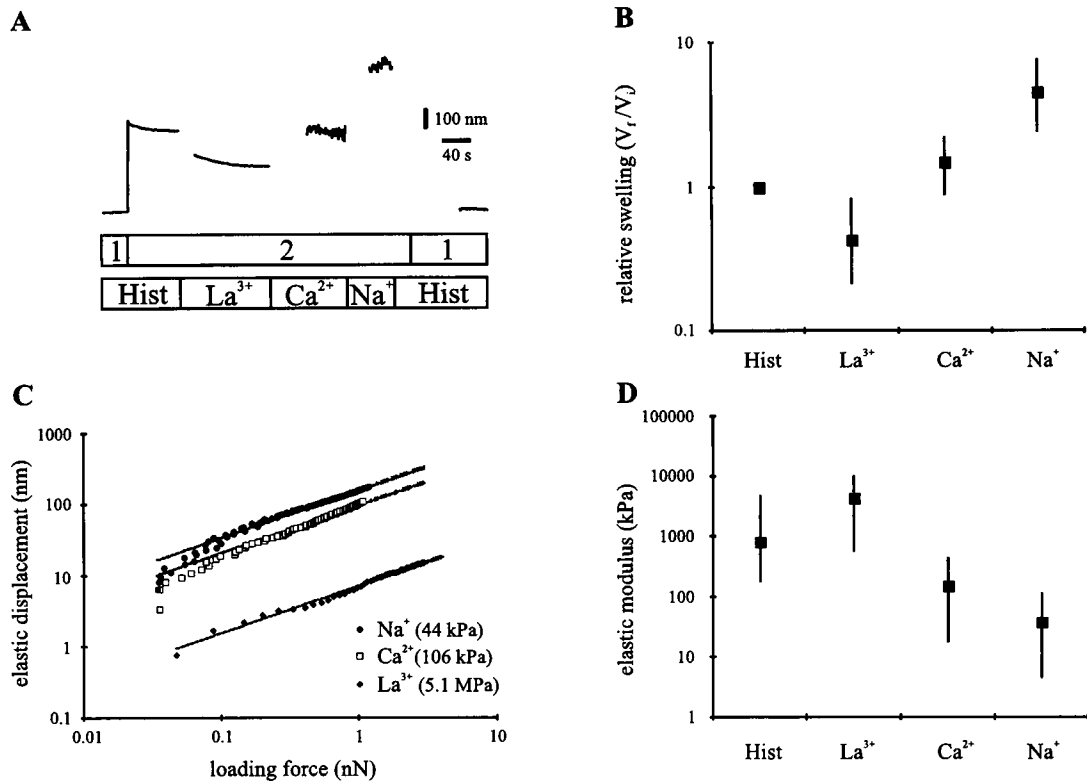 A
100 nm
40 s
1 2 1
Hist La³⁺ Ca²⁺ Na⁺ Hist
B
relative swelling (V_f/V_i)
10
1
0.1
Hist La³⁺ Ca²⁺ Na⁺
C
elastic displacement (nm)
1000
100
10
1
0.1
Na⁺ (44 kPa)
Ca²⁺ (106 kPa)
La³⁺ (5.1 MPa)
0.01 0.1 1 10
loading force (nN)
D
elastic modulus (kPa)
100000
10000
1000
100
10
1
Hist La³⁺ Ca²⁺ Na⁺